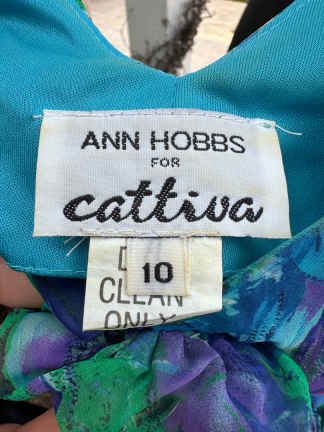 ANN HOBBS
FOR
cattiva
10
CLEAN
ONLY